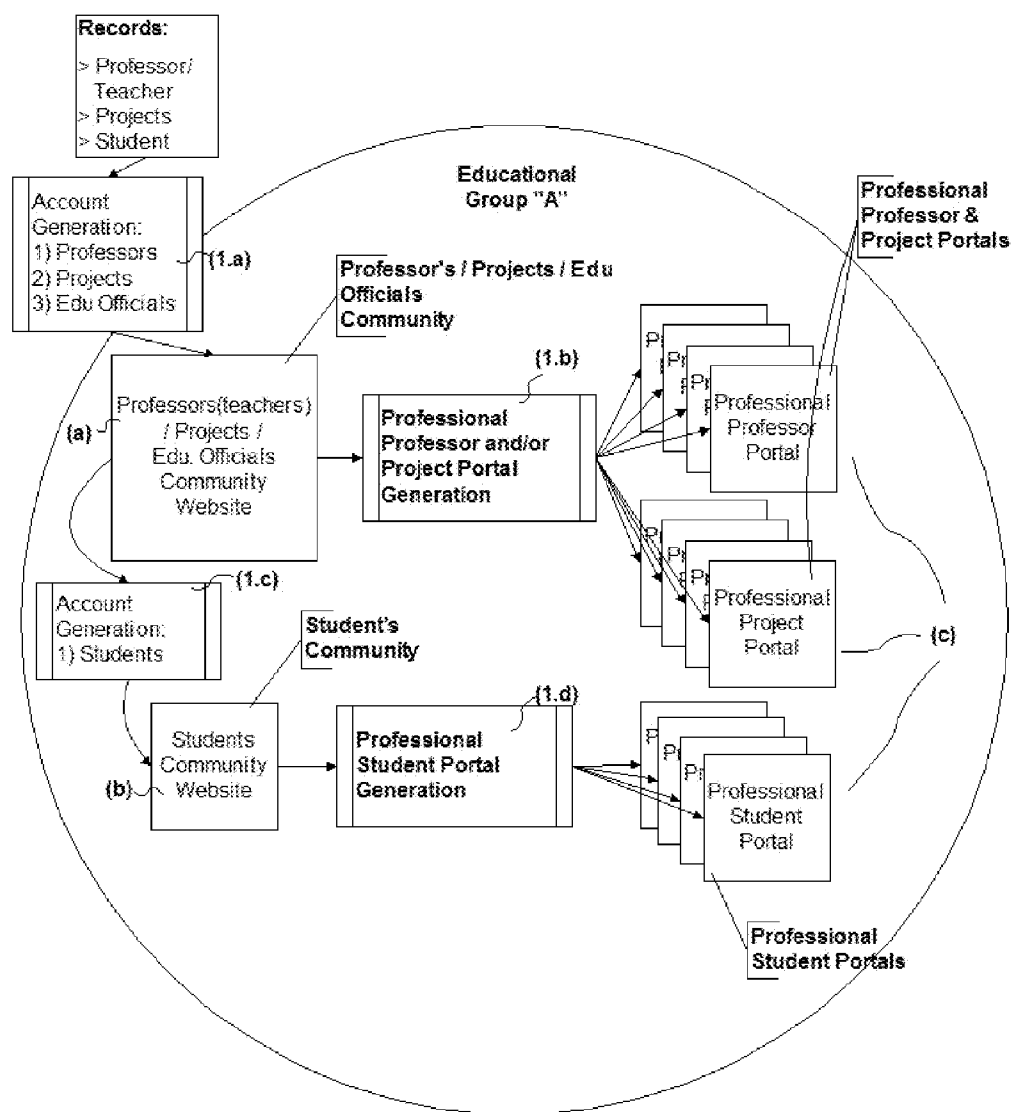 Records:
> Professor/
Teacher
> Projects
> Student
Educational
Group "A"
Professional
Professor &
Project Portals
Account
Generation:
1) Professors
2) Projects
3) Edu Officials
(1.a)
Professor's / Projects / Edu
Officials
Community
(1.b)
(a)
Professors(teachers)
/ Projects /
Edu. Officials
Community
Website
Professional
Professor and/or
Project Portal
Generation
Professional
Professor
Portal
(1.c)
Account
Generation:
1) Students
Professional
Project
Portal
(c)
Student's
Community
(1.d)
Students
Community
Website
(b)
Professional
Student Portal
Generation
Pr
Pr
Pr
Professional
Student
Portal
Professional
Student Portals